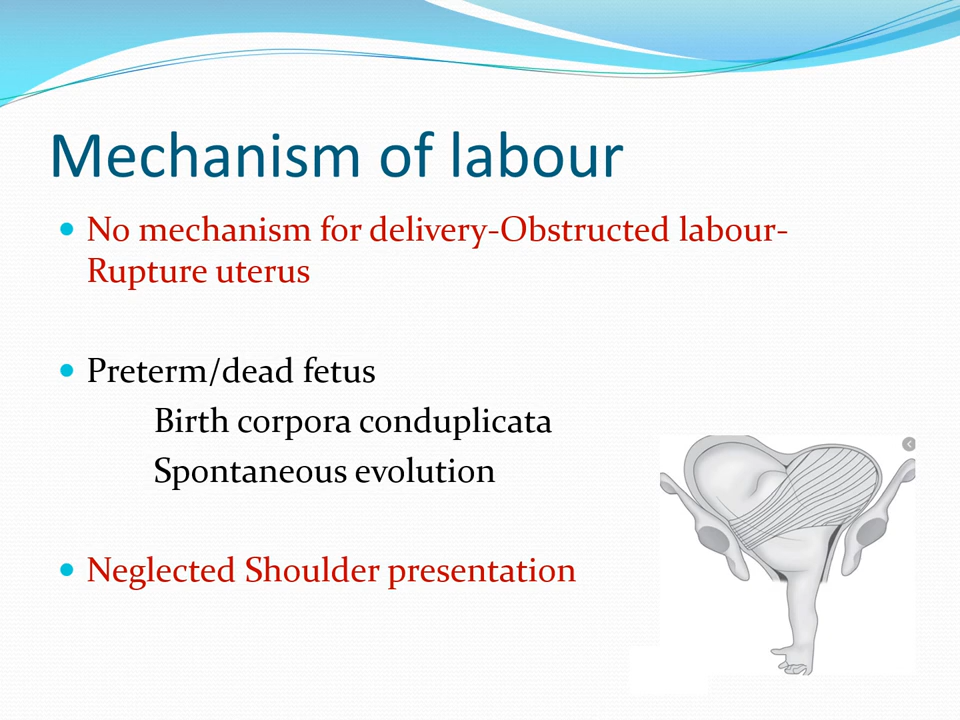 Mechanism of labour
No mechanism for delivery-Obstructed labour-
Rupture uterus
Preterm/dead fetus
Birth corpora conduplicata
Spontaneous evolution
Neglected Shoulder presentation